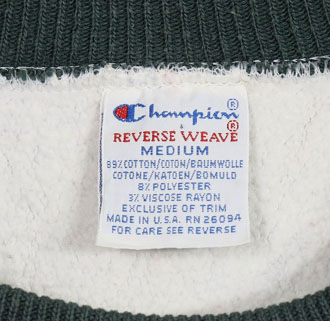 Champion®
REVERSE WEAVE®
MEDIUM
89% COTTON/COTON/BAUMWOLLE
COTONE/KATOEN/BOMULD
8% POLYESTER
3% VISCOSE RAYON
EXCLUSIVE OF TRIM
MADE IN U.S.A. RN 26094
FOR CARE SEE REVERSE